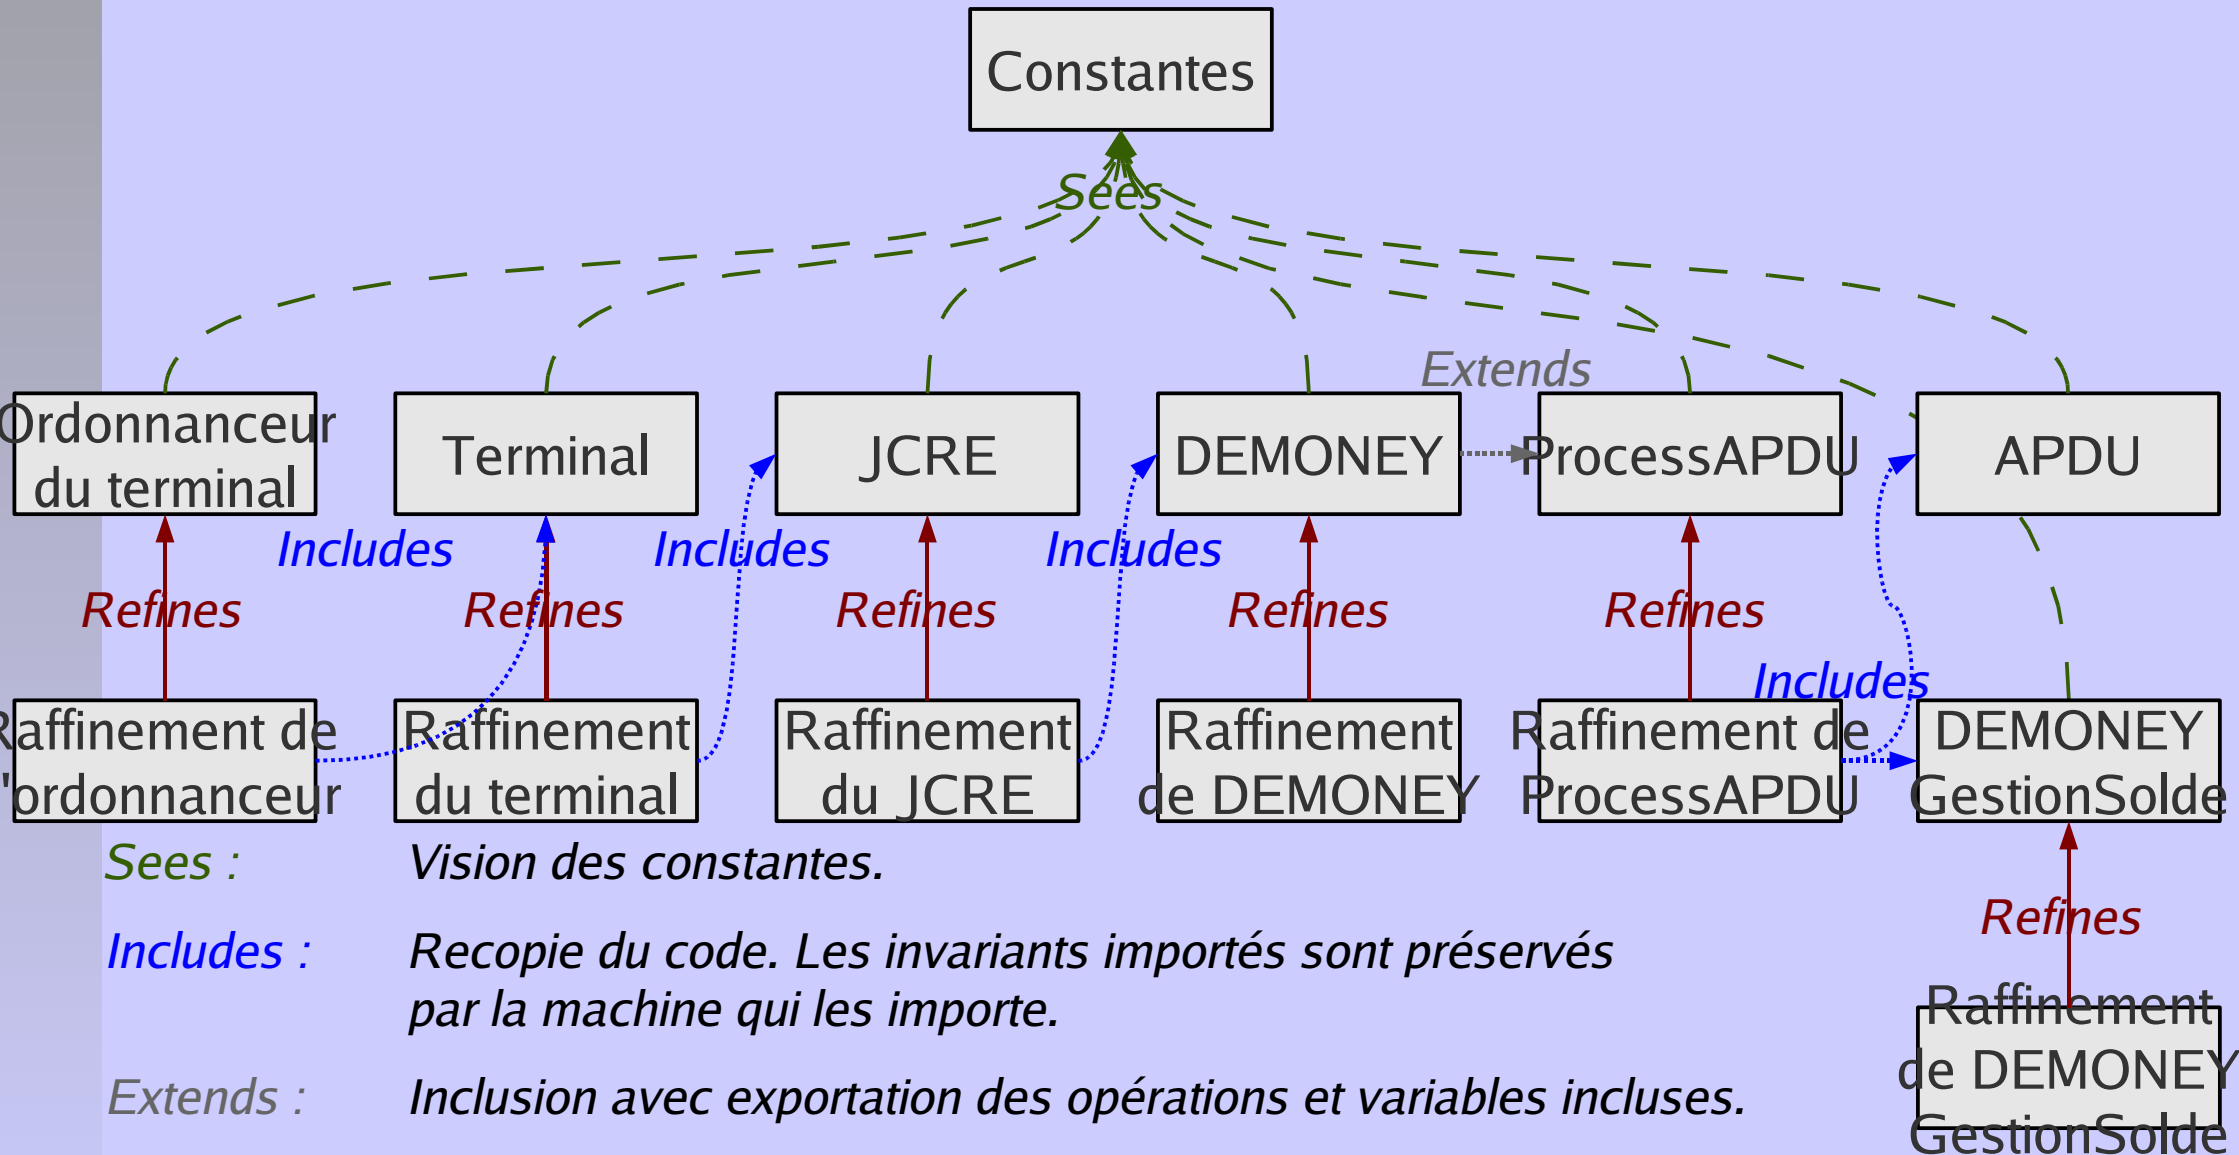 Constantes
Sees
Extends
Ordonnanceur
du terminal
Terminal
JCRE
DEMONEY
ProcessAPDU
APDU
Includes
Includes
Includes
Refines
Refines
Refines
Refines
Refines
Includes
Raffinement de
l'ordonnanceur
Raffinement
du terminal
Raffinement
du JCRE
Raffinement
de DEMONEY
Raffinement de
ProcessAPDU
DEMONEY
GestionSolde
Sees : Vision des constantes.
Refines
Includes : Recopie du code. Les invariants importés sont préservés
par la machine qui les importe.
Raffinement
de DEMONEY
GestionSolde
Extends : Inclusion avec exportation des opérations et variables incluses.